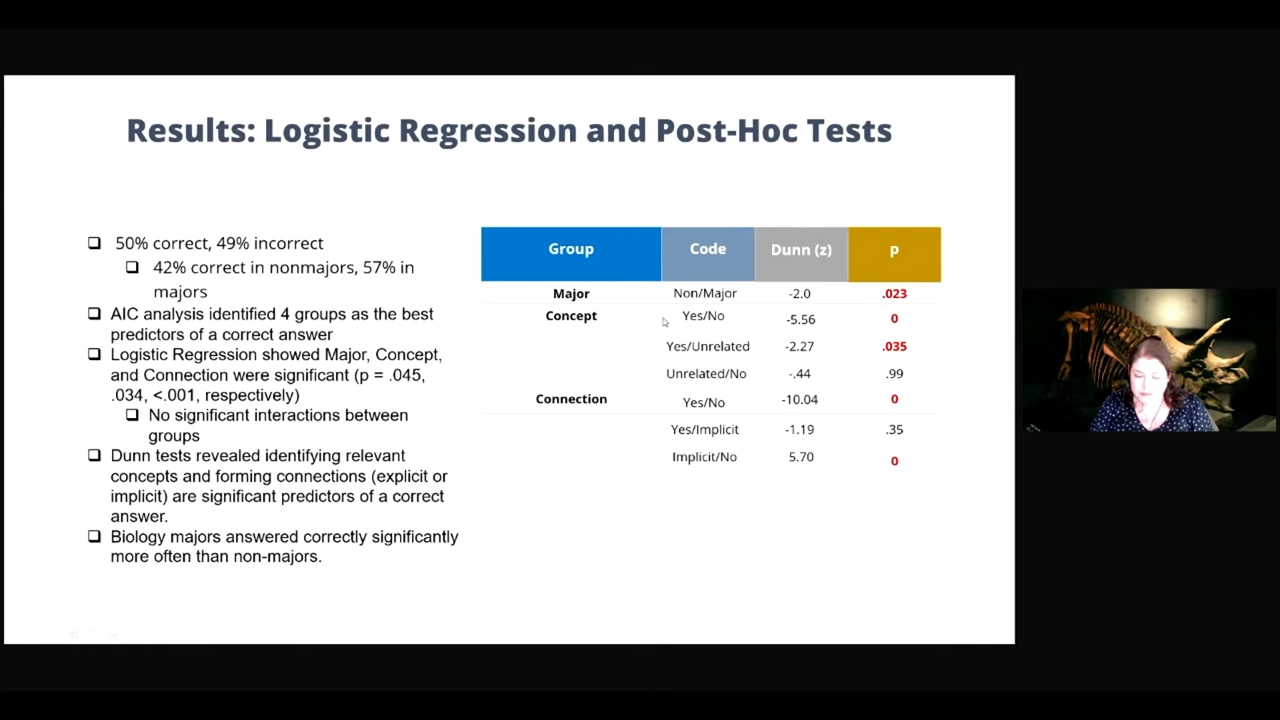 Results: Logistic Regression and Post-Hoc Tests
50% correct, 49% incorrect
42% correct in nonmajors, 57% in
majors
AIC analysis identified 4 groups as the best
predictors of a correct answer
Logistic Regression showed Major, Concept,
and Connection were significant (p = .045,
.034, <.001, respectively)
No significant interactions between
groups
Dunn tests revealed identifying relevant
concepts and forming connections (explicit or
implicit) are significant predictors of a correct
answer.
Biology majors answered correctly significantly
more often than non-majors.
Group Code Dunn (z) p
Major Non/Major -2.0 .023
Concept Yes/No -5.56 0
Yes/Unrelated -2.27 .035
Unrelated/No -.44 .99
Connection Yes/No -10.04 0
Yes/Implicit -1.19 .35
Implicit/No 5.70 0